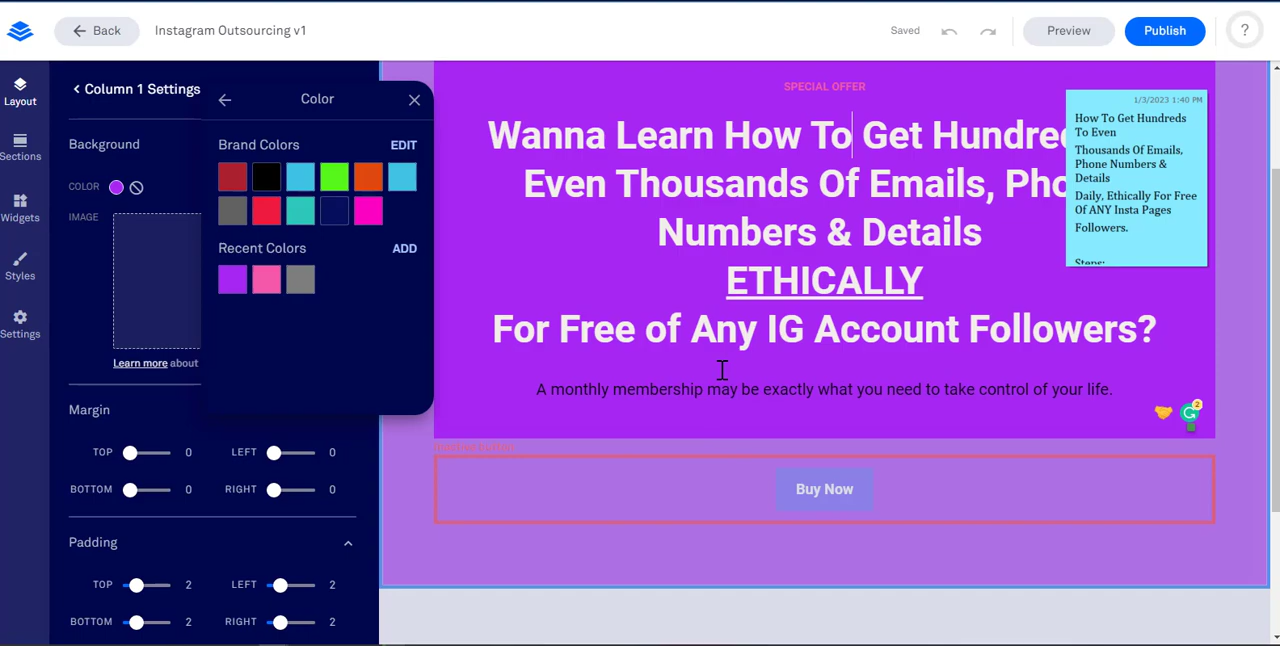 Back
Instagram Outsourcing v1
Saved
Preview
Publish
?
Layout
Sections
Widgets
Styles
Settings
Column 1 Settings
Background
COLOR
IMAGE
Learn more about
Margin
TOP 0 LEFT 0
BOTTOM 0 RIGHT 0
Padding
TOP 2 LEFT 2
BOTTOM 2 RIGHT 2
Color
Brand Colors EDIT
Recent Colors ADD
SPECIAL OFFER
Wanna Learn How To Get Hundre
Even Thousands Of Emails, Pho
Numbers & Details
ETHICALLY
For Free of Any IG Account Followers?
A monthly membership may be exactly what you need to take control of your life.
2
Buy Now
1/3/2023 1:40 PM
How To Get Hundreds
To Even
Thousands Of Emails,
Phone Numbers &
Details
Daily, Ethically For Free
Of ANY Insta Pages
Followers.
Steps: